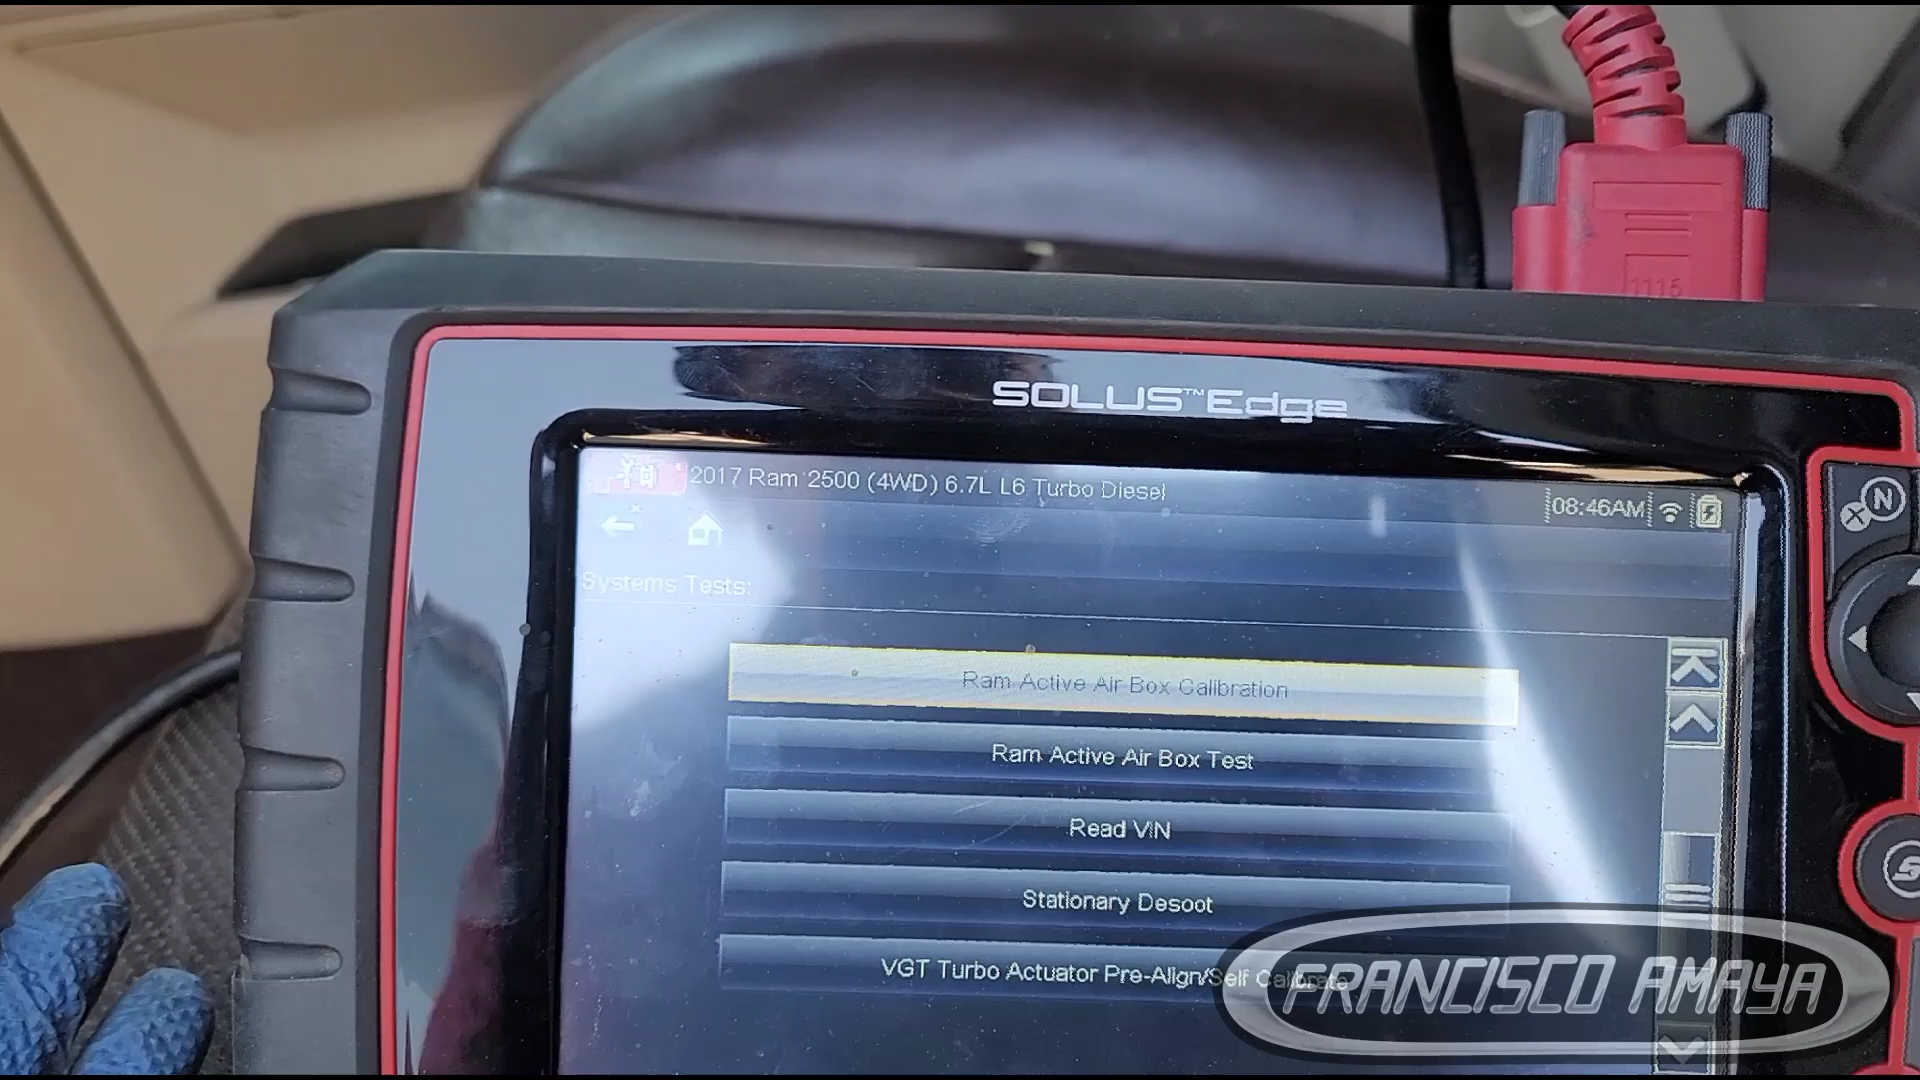 1115
SOLUS™ Edge
2017 Ram 2500 (4WD) 6.7L L6 Turbo Diesel
08:46AM
N
X
Systems Tests:
Ram Active Air Box Calibration
Ram Active Air Box Test
Read VIN
Stationary Desoot
VGT Turbo Actuator Pre-Align/Self Calibrate
S
FRANCISCO AMAYA